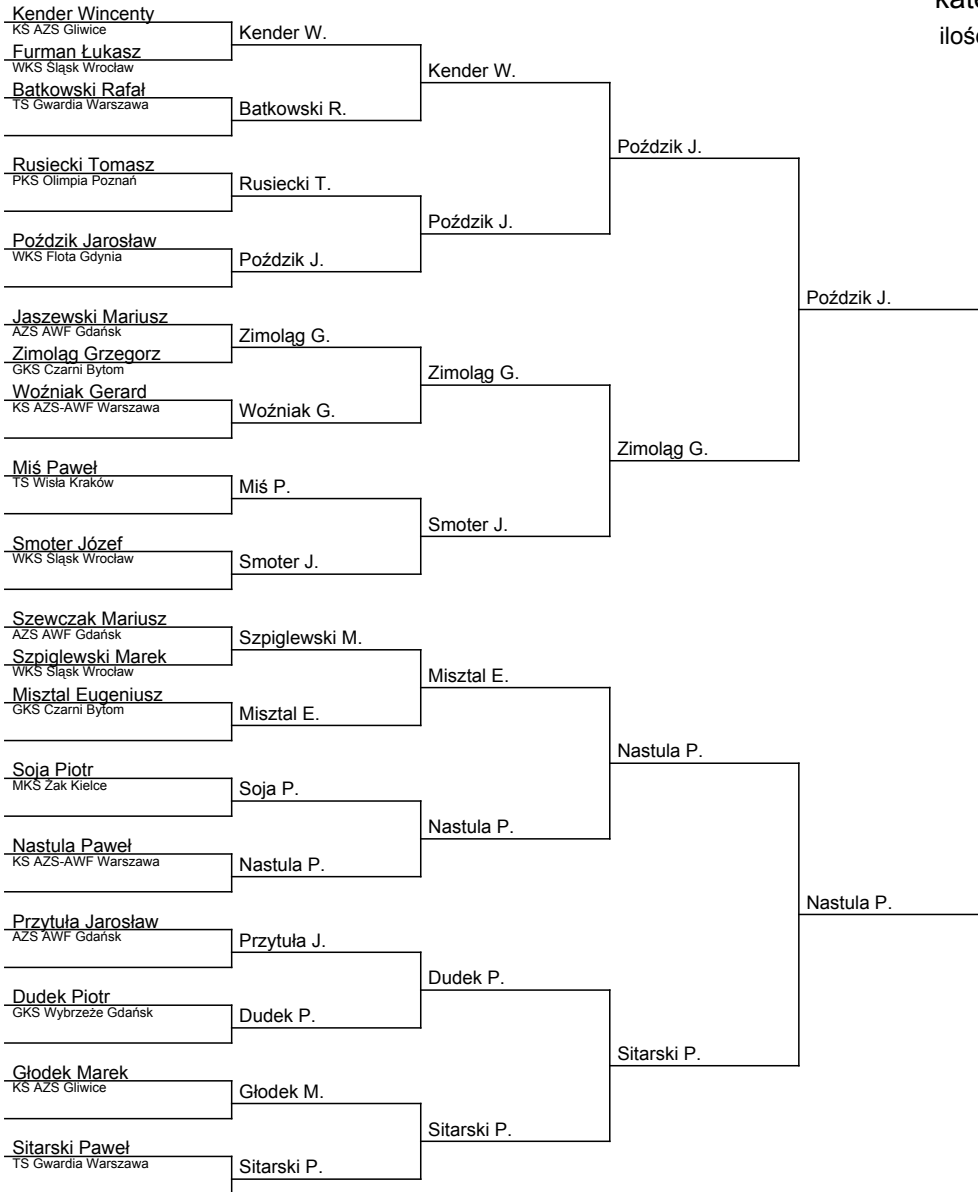 Kender Wincenty
KS AZS Gliwice
Furman Łukasz
WKS Śląsk Wrocław
Batkowski Rafał
TS Gwardia Warszawa
Rusiecki Tomasz
PKS Olimpia Poznań
Poździk Jarosław
WKS Flota Gdynia
Jaszewski Mariusz
AZS AWF Gdańsk
Zimoląg Grzegorz
GKS Czarni Bytom
Woźniak Gerard
KS AZS-AWF Warszawa
Miś Paweł
TS Wisła Kraków
Smoter Józef
WKS Śląsk Wrocław
Szewczak Mariusz
AZS AWF Gdańsk
Szpiglewski Marek
WKS Śląsk Wrocław
Misztal Eugeniusz
GKS Czarni Bytom
Soja Piotr
MKS Żak Kielce
Nastula Paweł
KS AZS-AWF Warszawa
Przytuła Jarosław
AZS AWF Gdańsk
Dudek Piotr
GKS Wybrzeże Gdańsk
Głodek Marek
KS AZS Gliwice
Sitarski Paweł
TS Gwardia Warszawa
Kender W.
Batkowski R.
Rusiecki T.
Poździk J.
Zimoląg G.
Woźniak G.
Miś P.
Smoter J.
Szpiglewski M.
Misztal E.
Soja P.
Nastula P.
Przytuła J.
Dudek P.
Głodek M.
Sitarski P.
Kender W.
Poździk J.
Zimoląg G.
Smoter J.
Misztal E.
Nastula P.
Dudek P.
Sitarski P.
Poździk J.
Zimoląg G.
Nastula P.
Sitarski P.
Poździk J.
Nastula P.